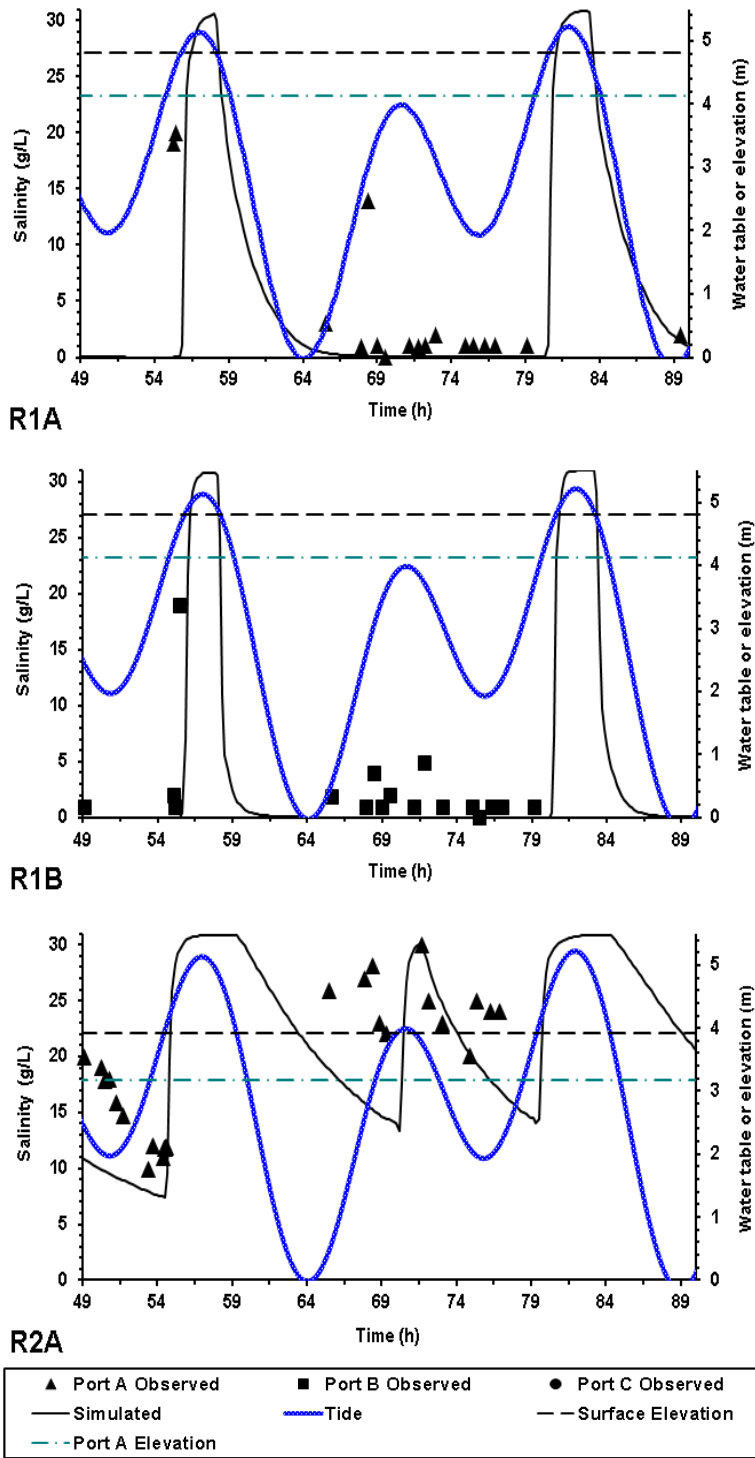 30
25
20
15
10
5
0
Salinity (g/L)
5
4
3
2
1
0
Water table or elevation (m)
49 54 59 64 69 74 79 84 89
Time (h)
R1A
30
25
20
15
10
5
0
Salinity (g/L)
5
4
3
2
1
0
Water table or elevation (m)
49 54 59 64 69 74 79 84 89
Time (h)
R1B
30
25
20
15
10
5
0
Salinity (g/L)
5
4
3
2
1
0
Water table or elevation (m)
49 54 59 64 69 74 79 84 89
Time (h)
R2A
Port A Observed Port B Observed Port C Observed
Simulated Tide Surface Elevation
Port A Elevation